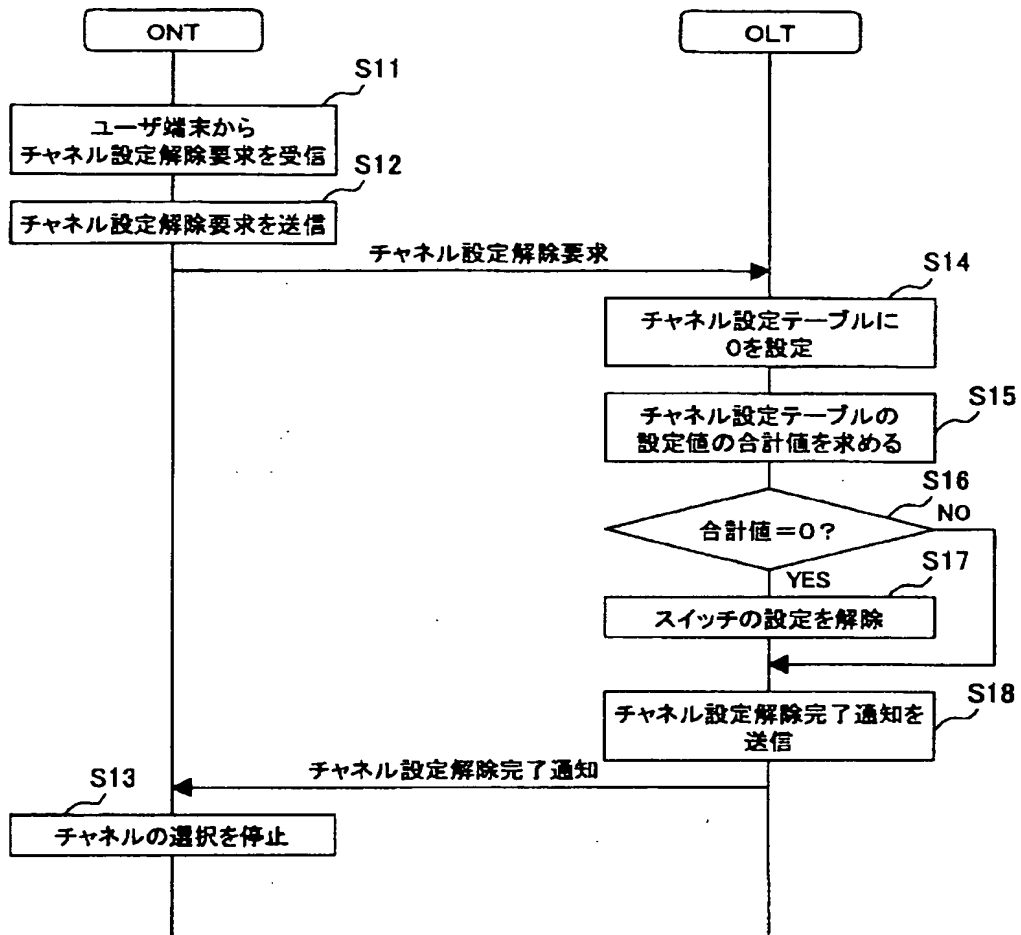 ONT
OLT
S11
ユーザ端末から
チャネル設定解除要求を受信
S12
チャネル設定解除要求を送信
チャネル設定解除要求
S14
チャネル設定テーブルに
0を設定
S15
チャネル設定テーブルの
設定値の合計値を求める
S16
合計値=0?
NO
YES
S17
スイッチの設定を解除
S18
チャネル設定解除完了通知を
送信
チャネル設定解除完了通知
S13
チャネルの選択を停止